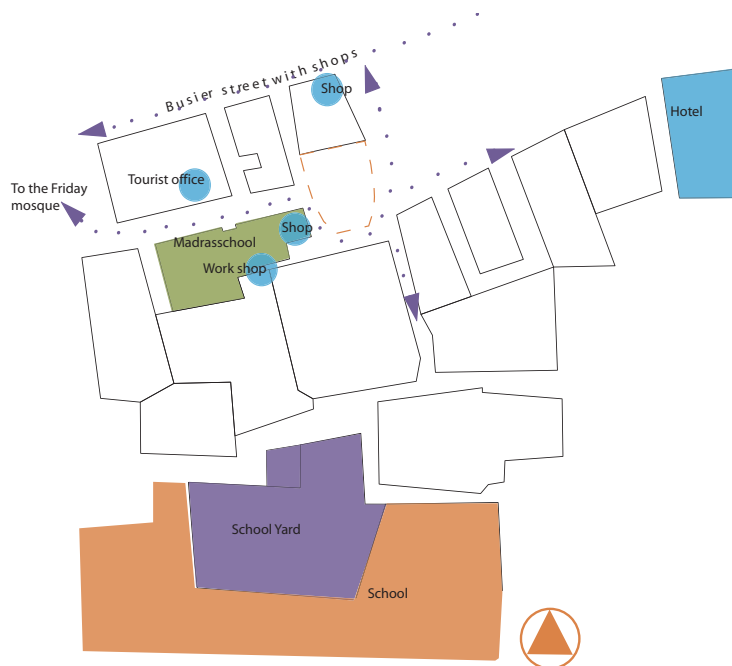 Busier street with shops
Shop
Hotel
Tourist office
To the Friday
mosque
Shop
Madrasschool
Work shop
School Yard
School